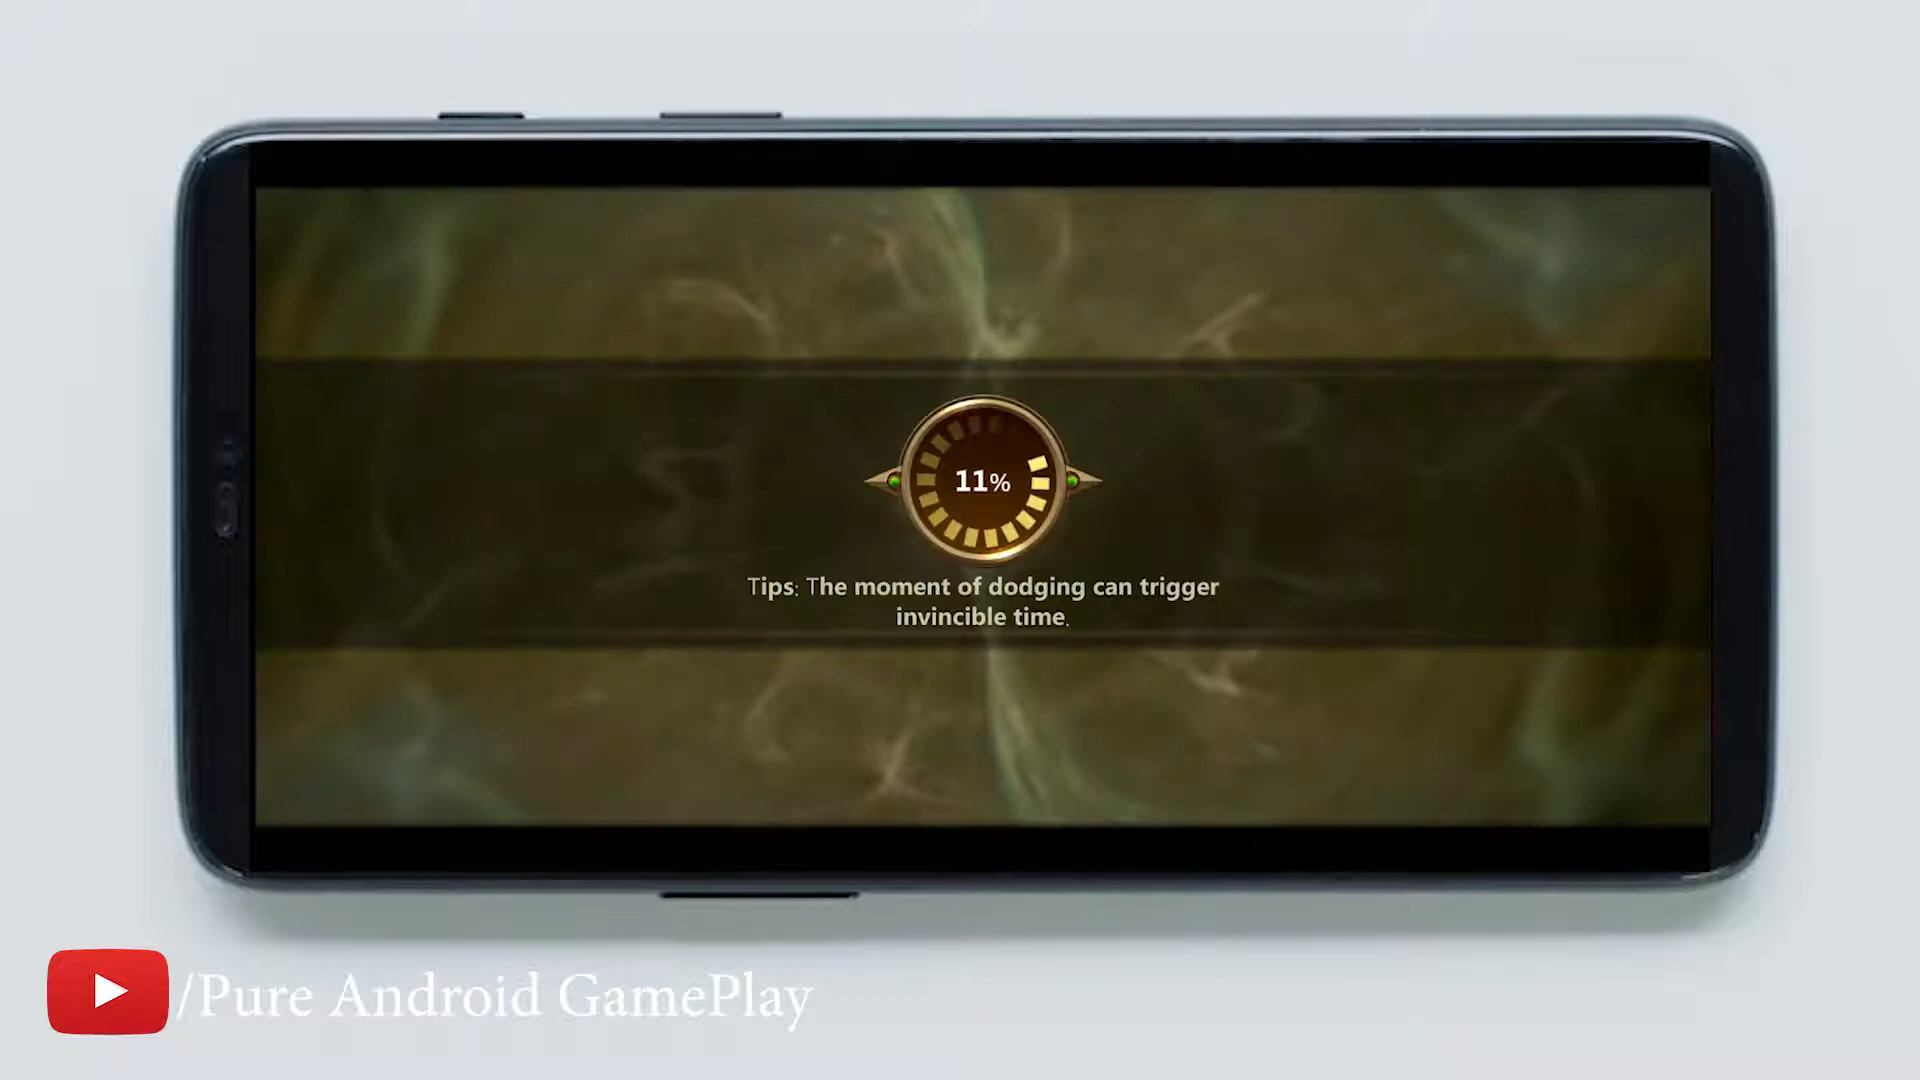 11%
Tips: The moment of dodging can trigger
invincible time.
/Pure Android GamePlay